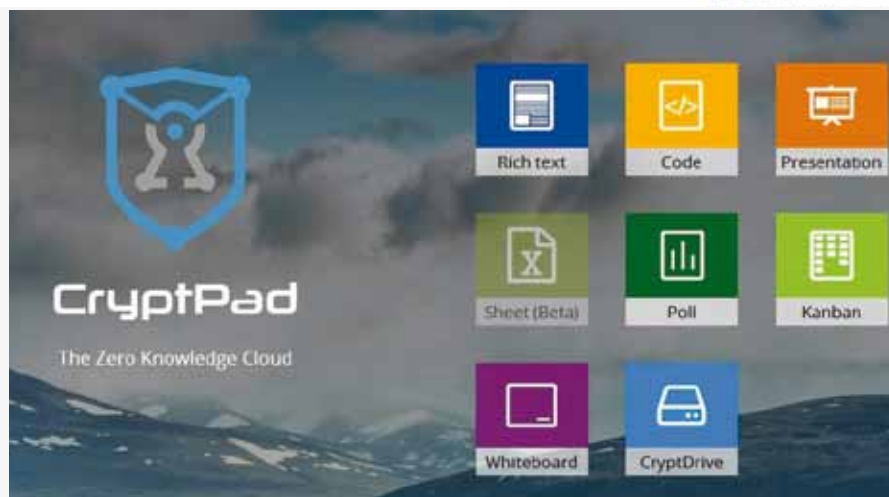 Rich text
Code
Presentation
</>
X
CryptPad
The Zero Knowledge Cloud
Sheet (Beta)
Poll
Kanban
Whiteboard
CryptDrive